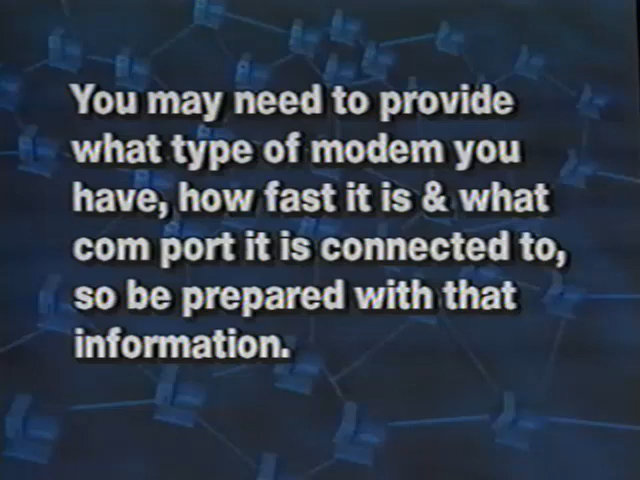 You may need to provide
what type of modem you
have, how fast it is & what
com port it is connected to,
so be prepared with that
information.